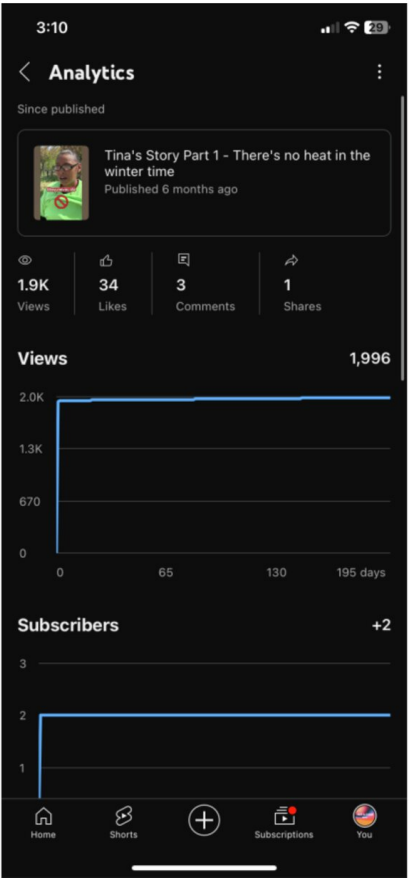 3:10
29
Analytics
Since published
Tina's Story Part 1 - There's no heat in the
winter time
Published 6 months ago
1.9K 34 3 1
Views Likes Comments Shares
Views 1,996
2.0K
1.3K
670
0
0 65 130 195 days
Subscribers +2
3
2
1
Home Shorts Subscriptions You